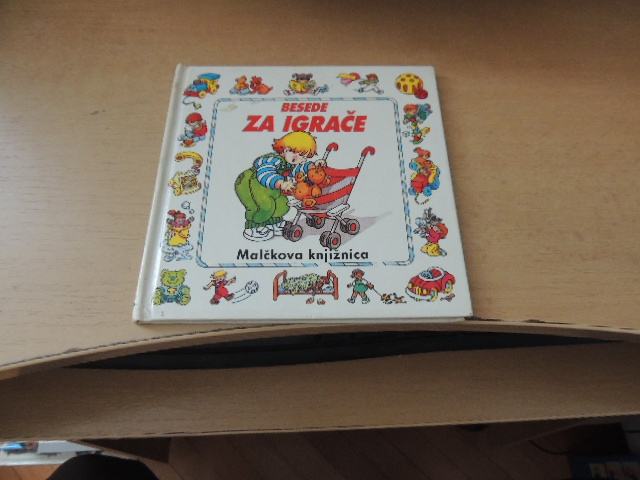 BESEDE
ZA IGRAČE
Malčkova knjižnica